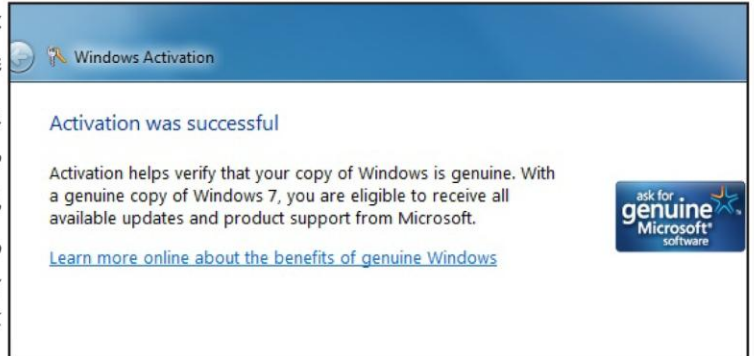 Windows Activation
Activation was successful
Activation helps verify that your copy of Windows is genuine. With
a genuine copy of Windows 7, you are eligible to receive all
available updates and product support from Microsoft.
ask for
genuine
Microsoft®
software
Learn more online about the benefits of genuine Windows